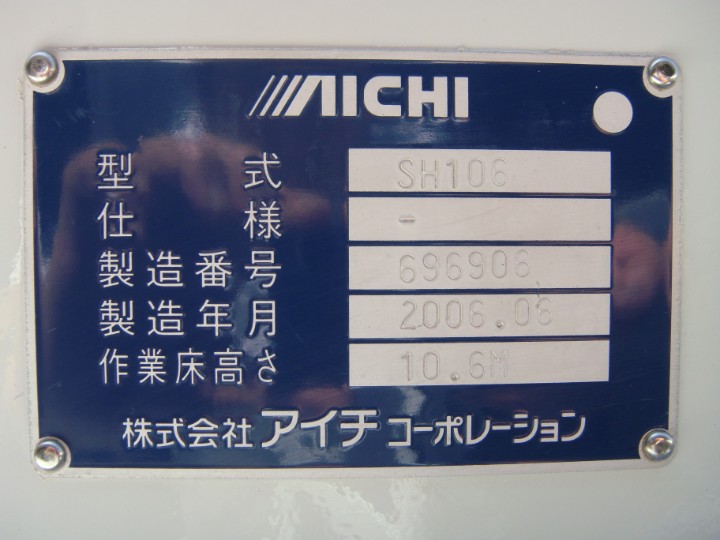 AICHI
型式 SH106
仕様 -
製造番号 696906
製造年月 2006.06
作業床高さ 10.6M
株式会社アイチコーポレーション